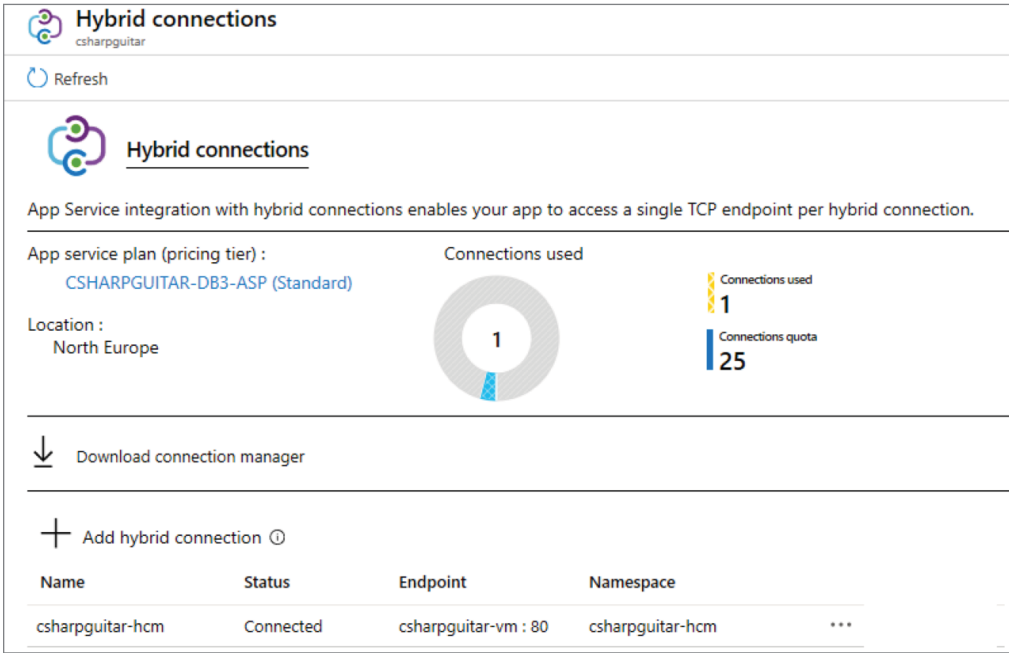 Hybrid connections
csharpguitar
Refresh
Hybrid connections
App Service integration with hybrid connections enables your app to access a single TCP endpoint per hybrid connection.
App service plan (pricing tier) :
CSHARPGUITAR-DB3-ASP (Standard)
Location :
North Europe
Connections used
1
Connections used
1
Connections quota
25
Download connection manager
Add hybrid connection
Name Status Endpoint Namespace
csharpguitar-hcm Connected csharpguitar-vm : 80 csharpguitar-hcm ...